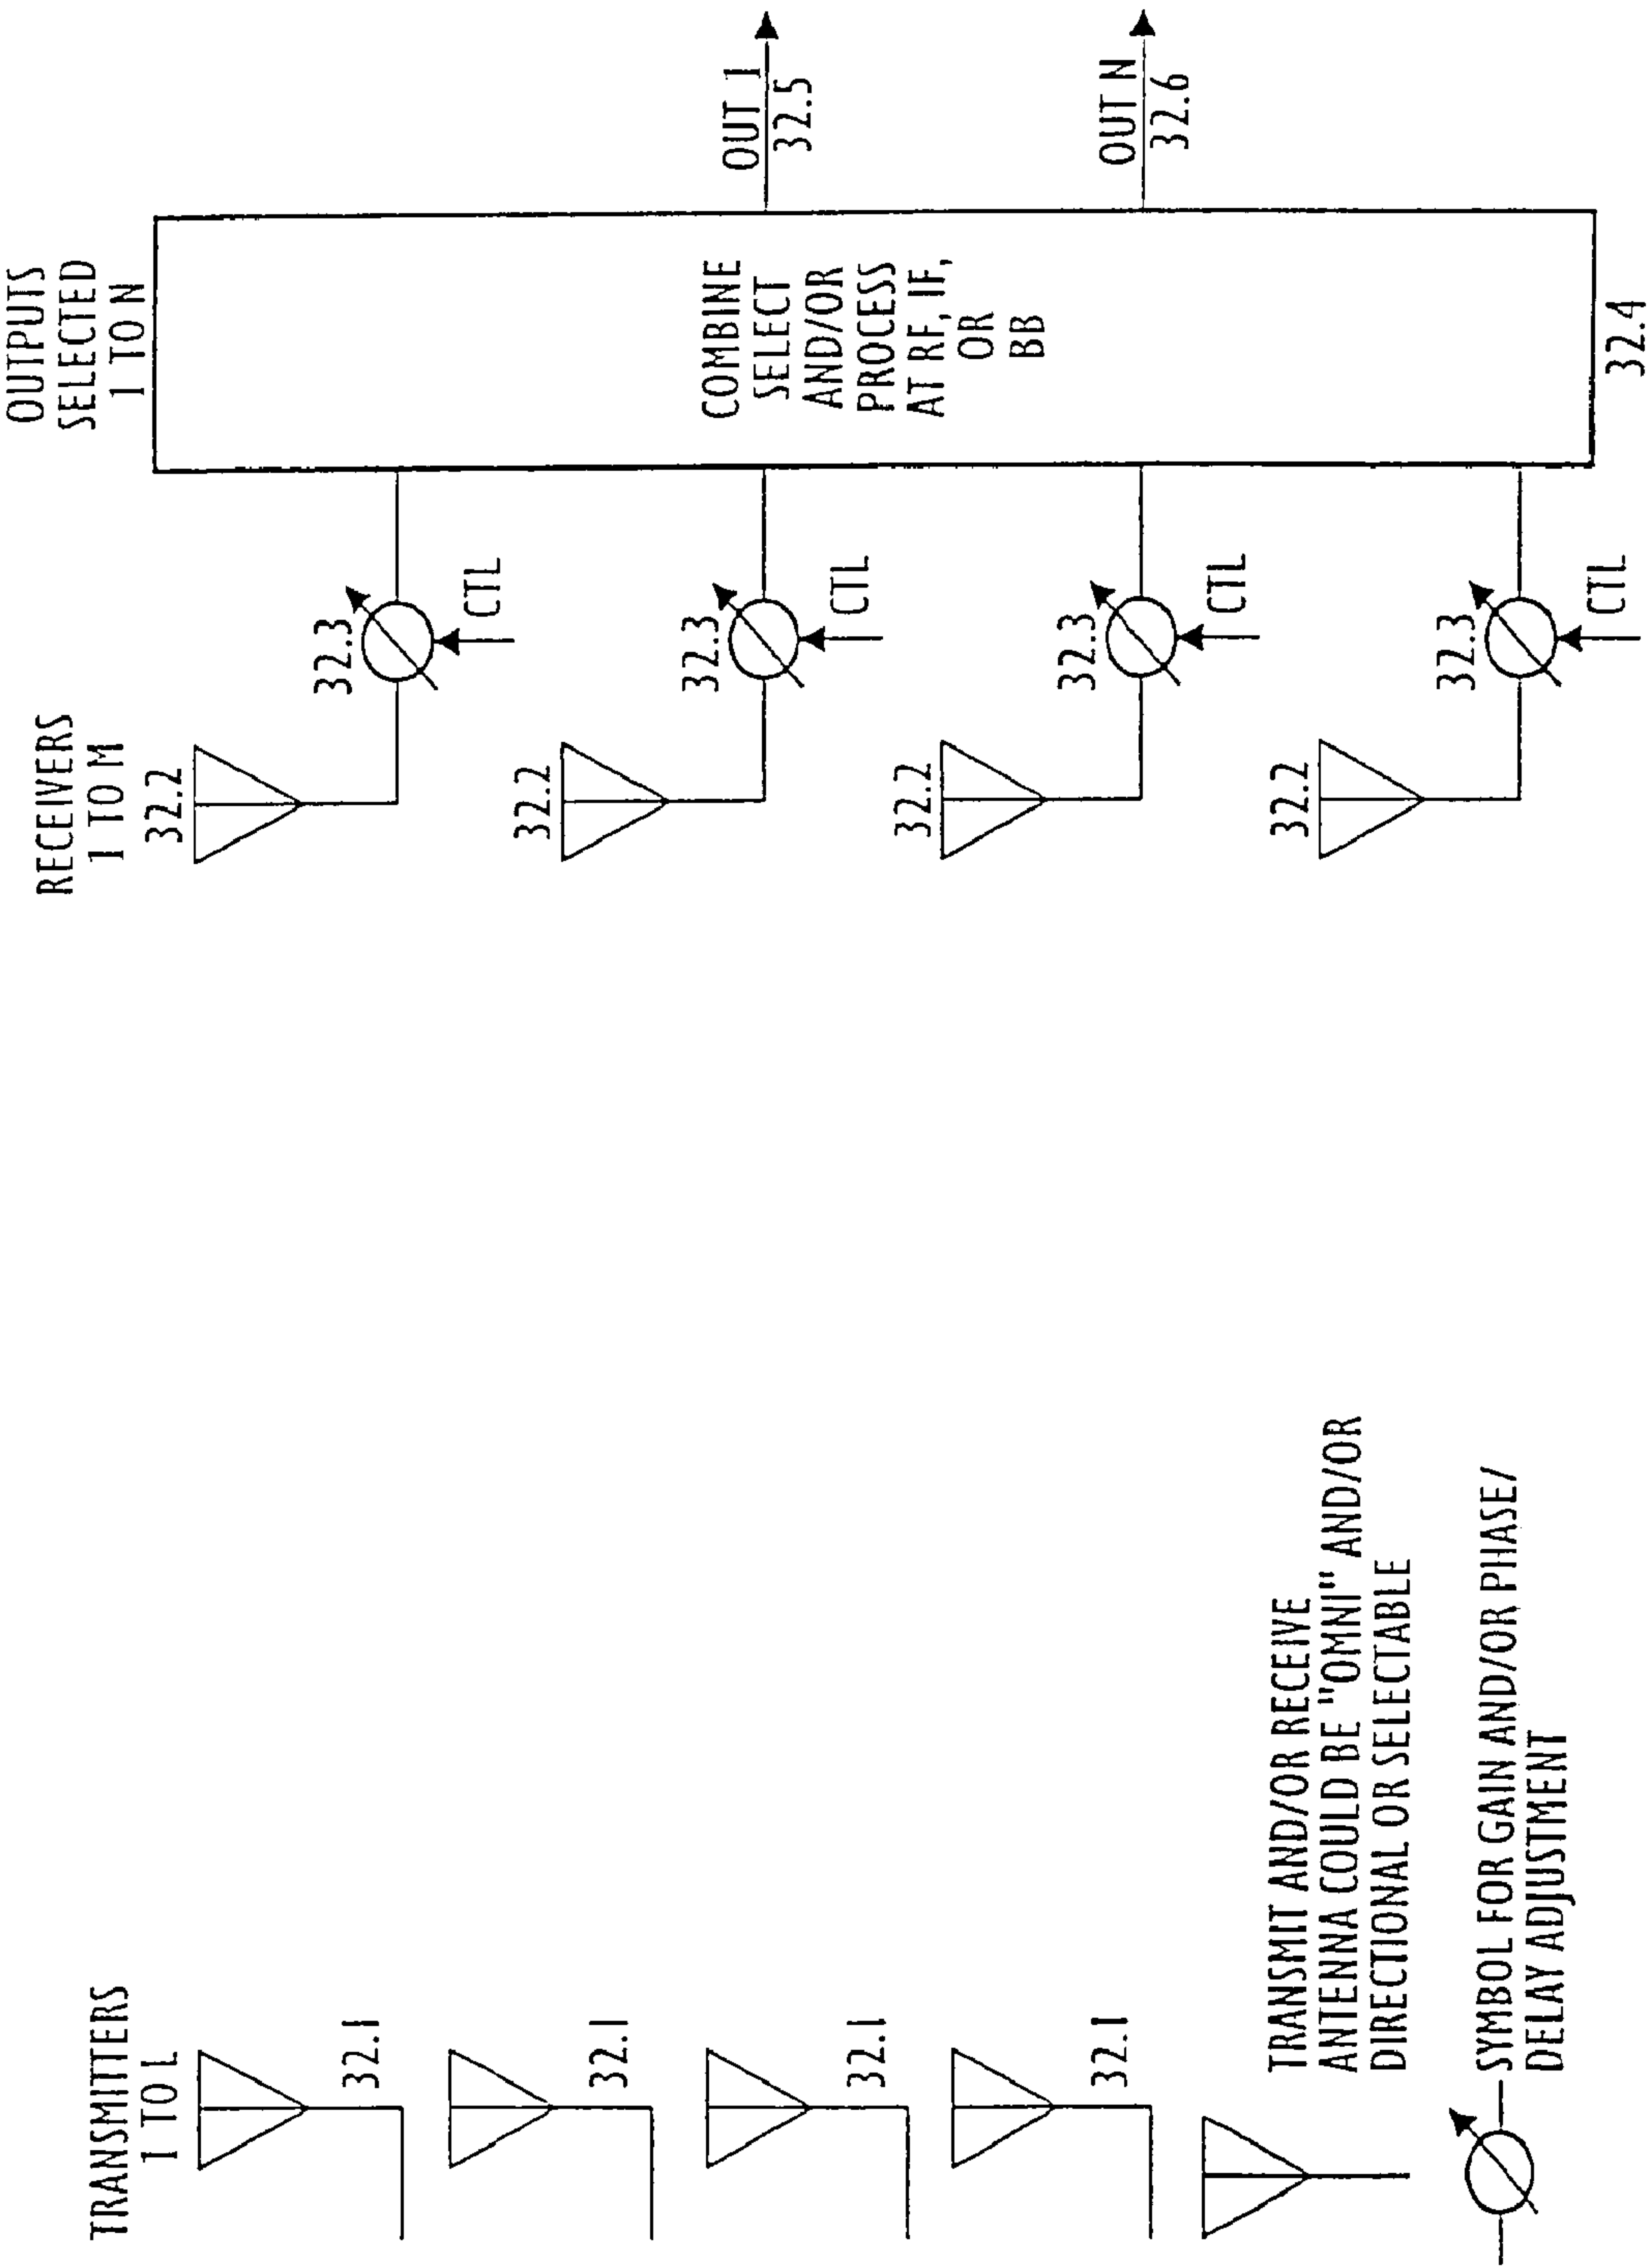 TRANSMITTERS
1 TO L
32.1
32.1
32.1
32.1
TRANSMIT AND/OR RECEIVE
ANTENNA COULD BE "OMNI" AND/OR
DIRECTIONAL OR SELECTABLE
SYMBOL FOR GAIN AND/OR PHASE/
DELAY ADJUSTMENT
RECEIVERS
1 TO M
32.2
32.3
CTL
32.2
32.3
CTL
32.2
32.3
CTL
32.2
32.3
CTL
OUTPUTS
SELECTED
1 TO N
COMBINE
SELECT
AND/OR
PROCESS
AT RF, IF,
OR
BB
32.4
OUT 1
32.5
OUT N
32.6